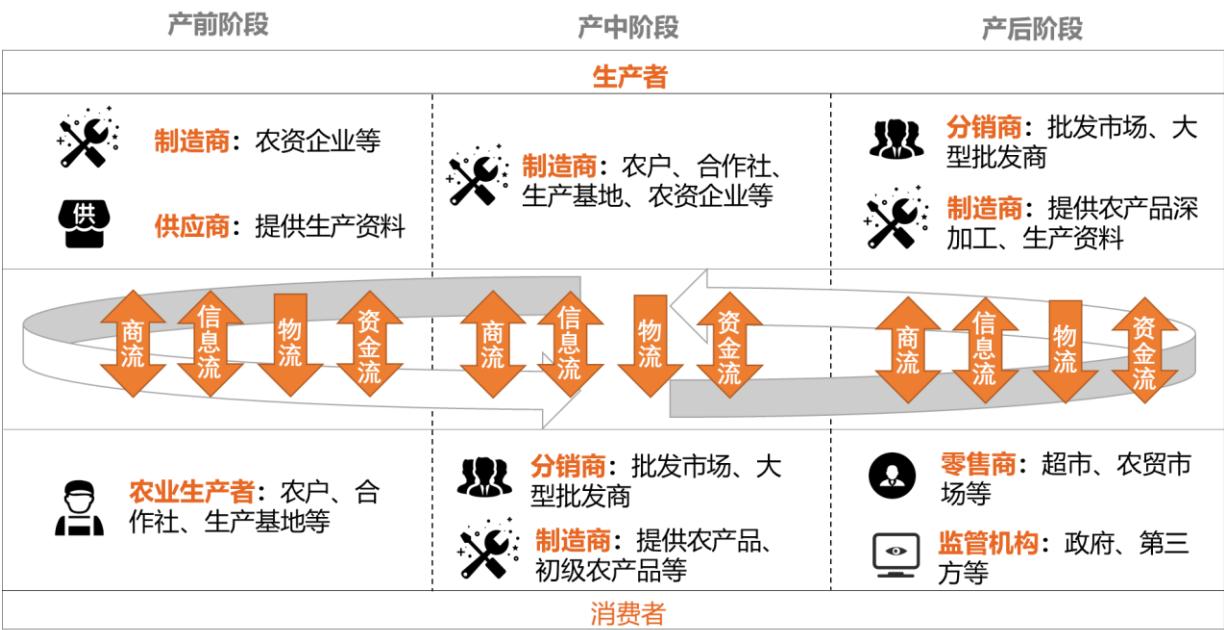 产前阶段
产中阶段
产后阶段
生产者
制造商：农资企业等
供
供应商：提供生产资料
制造商：农户、合作社、
生产基地、农资企业等
分销商：批发市场、大
型批发商
制造商：提供农产品深
加工、生产资料
商流
信息流
物流
资金流
商流
信息流
物流
资金流
商流
信息流
物流
资金流
农业生产者：农户、合
作社、生产基地等
分销商：批发市场、大
型批发商
制造商：提供农产品、
初级农产品等
零售商：超市、农贸市
场等
监管机构：政府、第三
方等
消费者